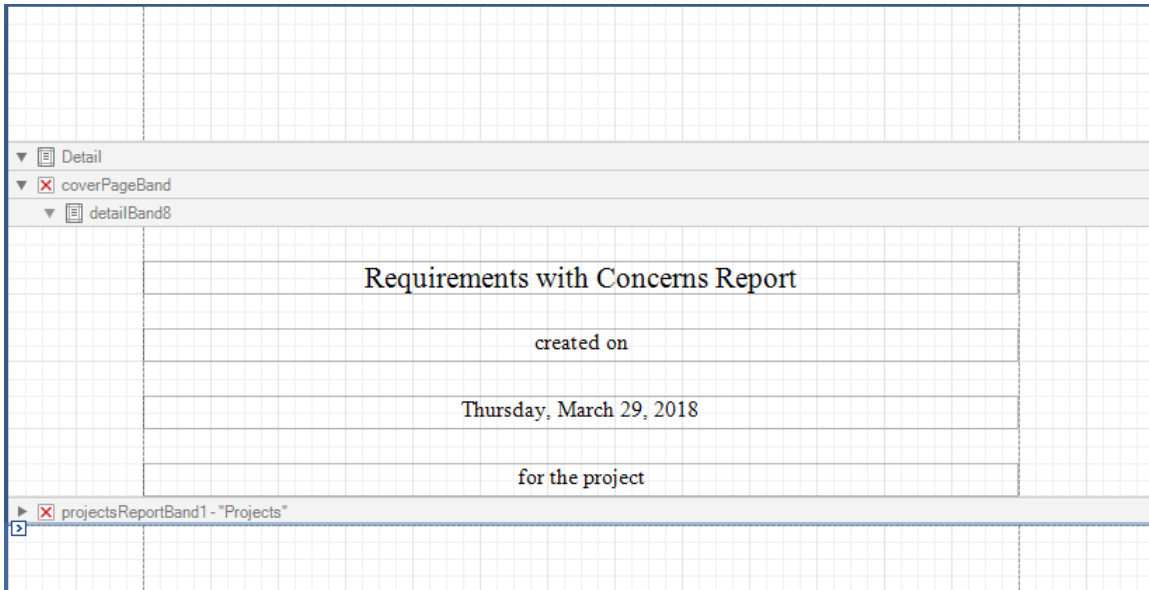 Detail
coverPageBand
detailBand8
Requirements with Concerns Report
created on
Thursday, March 29, 2018
for the project
projectsReportBand1 - "Projects"